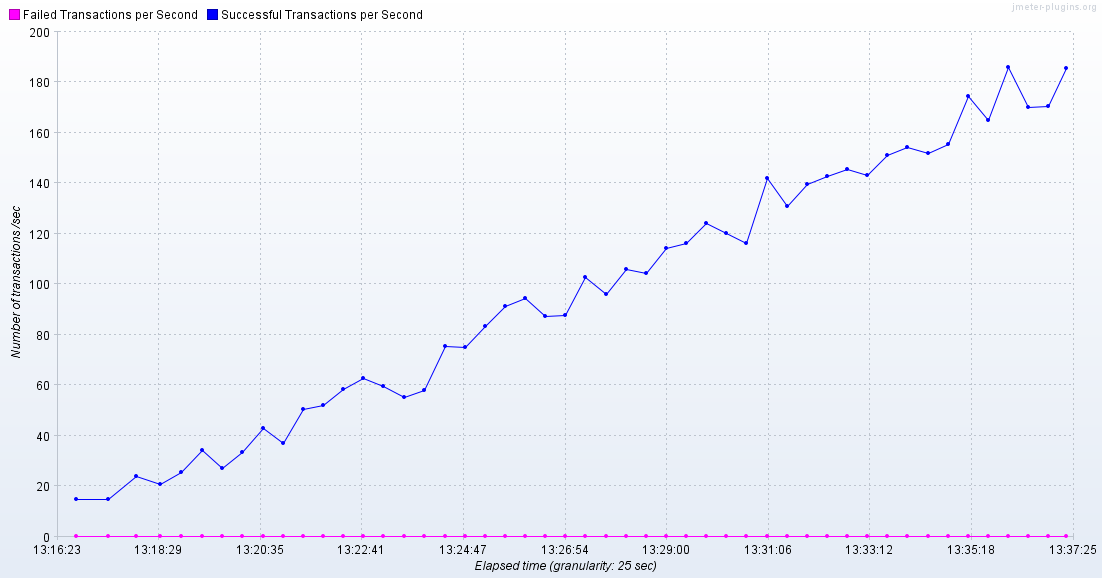 jmeter-plugins.org
Failed Transactions per Second Successful Transactions per Second
200
180
160
140
120
100
80
60
40
20
0
Number of transactions /sec
13:16:23 13:18:29 13:20:35 13:22:41 13:24:47 13:26:54 13:29:00 13:31:06 13:33:12 13:35:18 13:37:25
Elapsed time (granularity: 25 sec)